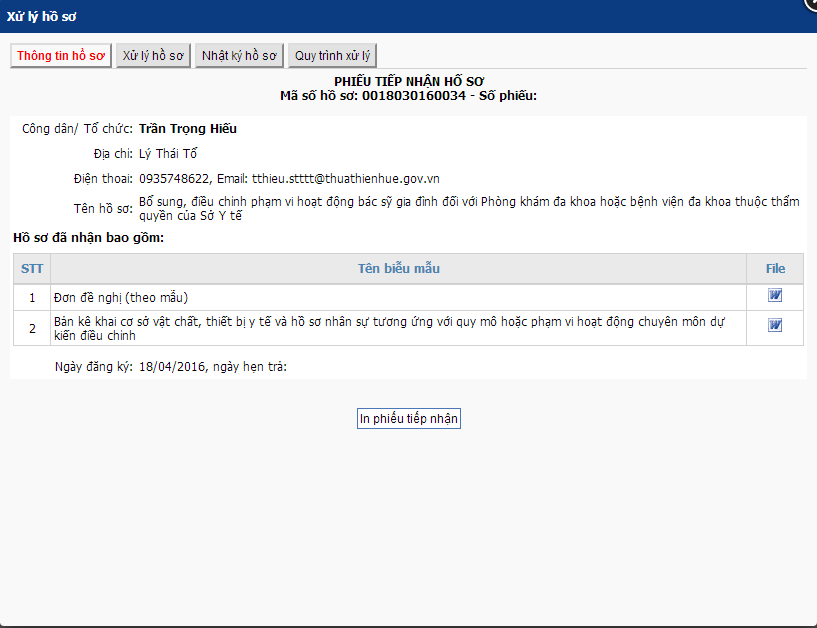 Xử lý hồ sơ
Thông tin hồ sơ Xử lý hồ sơ Nhật ký hồ sơ Quy trình xử lý
PHIẾU TIẾP NHẬN HỒ SƠ
Mã số hồ sơ: 0018030160034 - Số phiếu:
Công dân/ Tổ chức: Trần Trọng Hiếu
Địa chỉ: Lý Thái Tổ
Điện thoại: 0935748622, Email: tthieu.stttt@thuathienhue.gov.vn
Tên hồ sơ: Bổ sung, điều chỉnh phạm vi hoạt động bác sỹ gia đình đối với Phòng khám đa khoa hoặc bệnh viện đa khoa thuộc thẩm
quyền của Sở Y tế
Hồ sơ đã nhận bao gồm:
STT Tên biểu mẫu File
1 Đơn đề nghị (theo mẫu) W
2 Bản kê khai cơ sở vật chất, thiết bị y tế và hồ sơ nhân sự tương ứng với quy mô hoặc phạm vi hoạt động chuyên môn dự
kiến điều chỉnh W
Ngày đăng ký: 18/04/2016, ngày hẹn trả:
In phiếu tiếp nhận